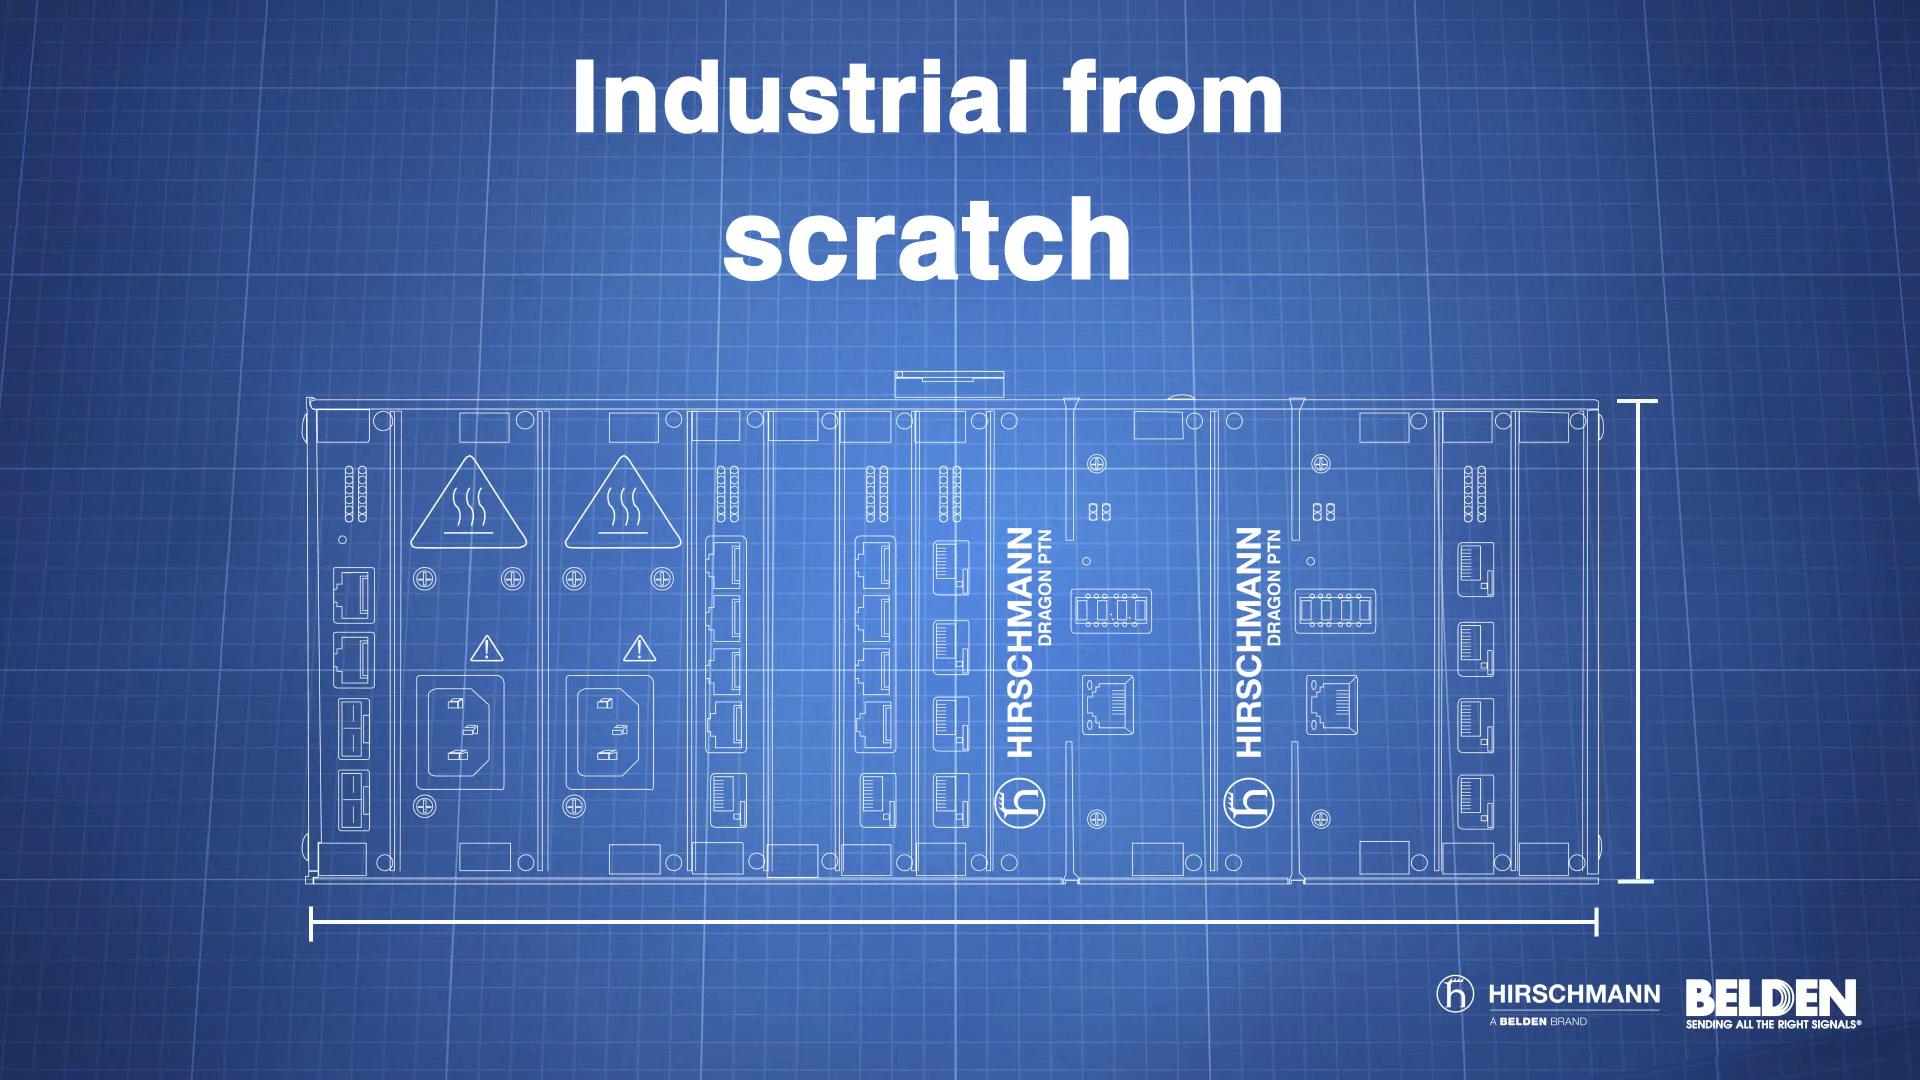 Industrial from
scratch
HIRSCHMANN
DRAGON PTN
HIRSCHMANN
DRAGON PTN
HIRSCHMANN
A BELDEN BRAND
BELDEN
SENDING ALL THE RIGHT SIGNALS®